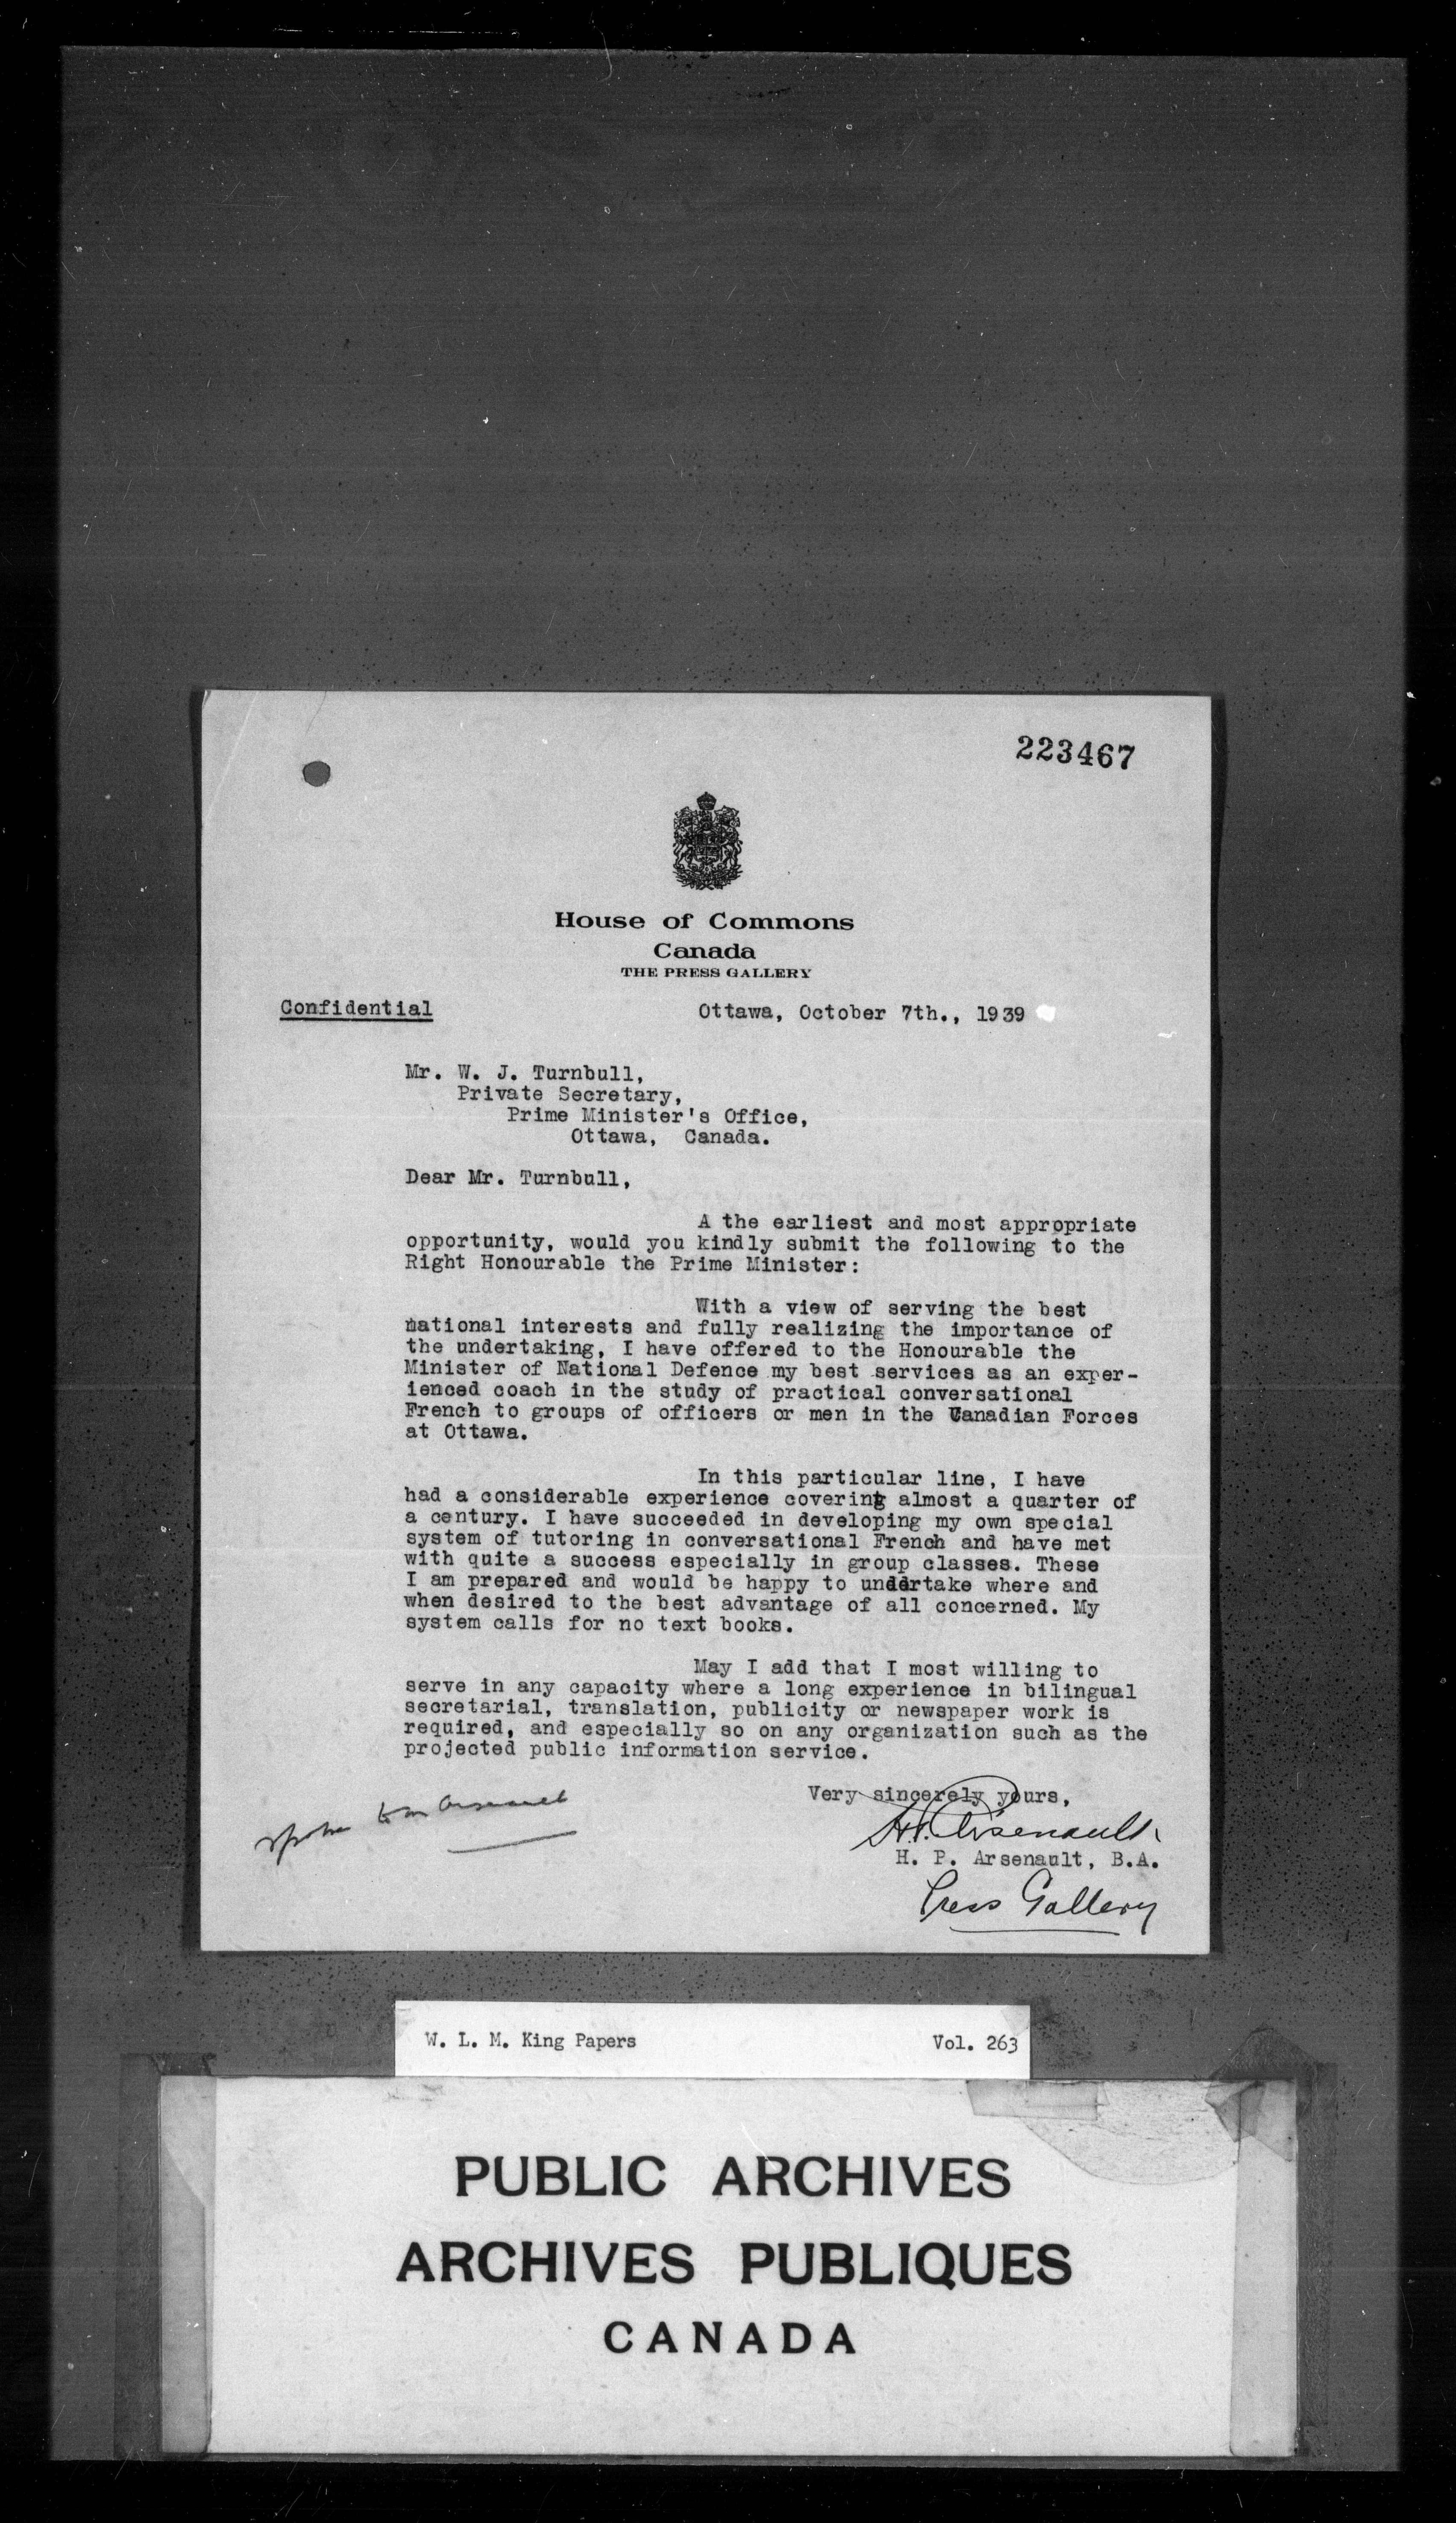 223467
House of Commons
Canada
THE PRESS GALLERY
Confidential
Ottawa, October 7th., 1939
Mr. W. J. Turnbull,
Private Secretary,
Prime Minister's Office,
Ottawa, Canada.
Dear Mr. Turnbull,
A the earliest and most appropriate
opportunity, would you kindly submit the following to the
Right Honourable the Prime Minister:
With a view of serving the best
national interests and fully realizing the importance of
the undertaking, I have offered to the Honourable the
Minister of National Defence my best services as an exper-
ienced coach in the study of practical conversational
French to groups of officers or men in the Canadian Forces
at Ottawa.
In this particular line, I have
had a considerable experience covering almost a quarter of
a century. I have succeeded in developing my own special
system of tutoring in conversational French and have met
with quite a success especially in group classes. These
I am prepared and would be happy to undertake where and
when desired to the best advantage of all concerned. My
system calls for no text books.
May I add that I most willing to
serve in any capacity where a long experience in bilingual
secretarial, translation, publicity or newspaper work is
required, and especially so on any organization such as the
projected public information service.
Very sincerely yours,
H.P. Arsenault
H. P. Arsenault, B.A.
Press Gallery
spoke to Arsenault
W. L. M. King Papers Vol. 263
PUBLIC ARCHIVES
ARCHIVES PUBLIQUES
CANADA